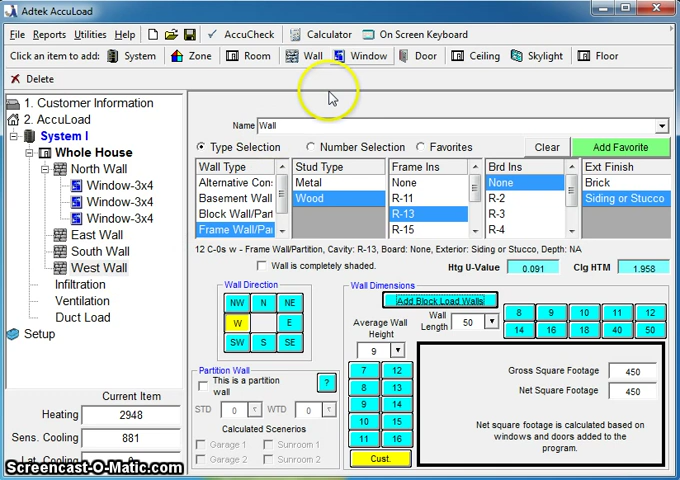 Adtek AccuLoad
File Reports Utilities Help ✓ AccuCheck Calculator On Screen Keyboard
Click an item to add: System Zone Room Wall Window Door Ceiling Skylight Floor
Delete
1. Customer Information
2. AccuLoad
System I
Whole House
North Wall
Window-3x4
Window-3x4
Window-3x4
East Wall
South Wall
West Wall
Infiltration
Ventilation
Duct Load
Setup
Current Item
Heating 2948
Sens. Cooling 881
Lat. Cooling
Name Wall
Type Selection Number Selection Favorites Clear Add Favorite
Wall Type Stud Type Frame Ins Brd Ins Ext Finish
Alternative Cons Metal None None Brick
Basement Wall Wood R-11 R-2 Siding or Stucco
Block Wall/Part R-13 R-3
Frame Wall/Part R-15 R-4
12 C-0s w - Frame Wall/Partition, Cavity: R-13, Board: None, Exterior: Siding or Stucco, Depth: NA
Wall is completely shaded. Htg U-Value 0.091 Clg HTM 1.958
Wall Direction
NW N NE
W E
SW S SE
Partition Wall
This is a partition wall ?
STD 0 WTD 0
Calculated Scenerios
Garage 1 Sunroom 1
Garage 2 Sunroom 2
Wall Dimensions
Add Block Load Walls
Average Wall Height 9
Wall Length 50
8 9 10 11 12
14 16 18 40 50
7 12
8 13
9 14
10 15
11 16
Cust.
Gross Square Footage 450
Net Square Footage 450
Net square footage is calculated based on
windows and doors added to the
program.
Screencast-O-Matic.com